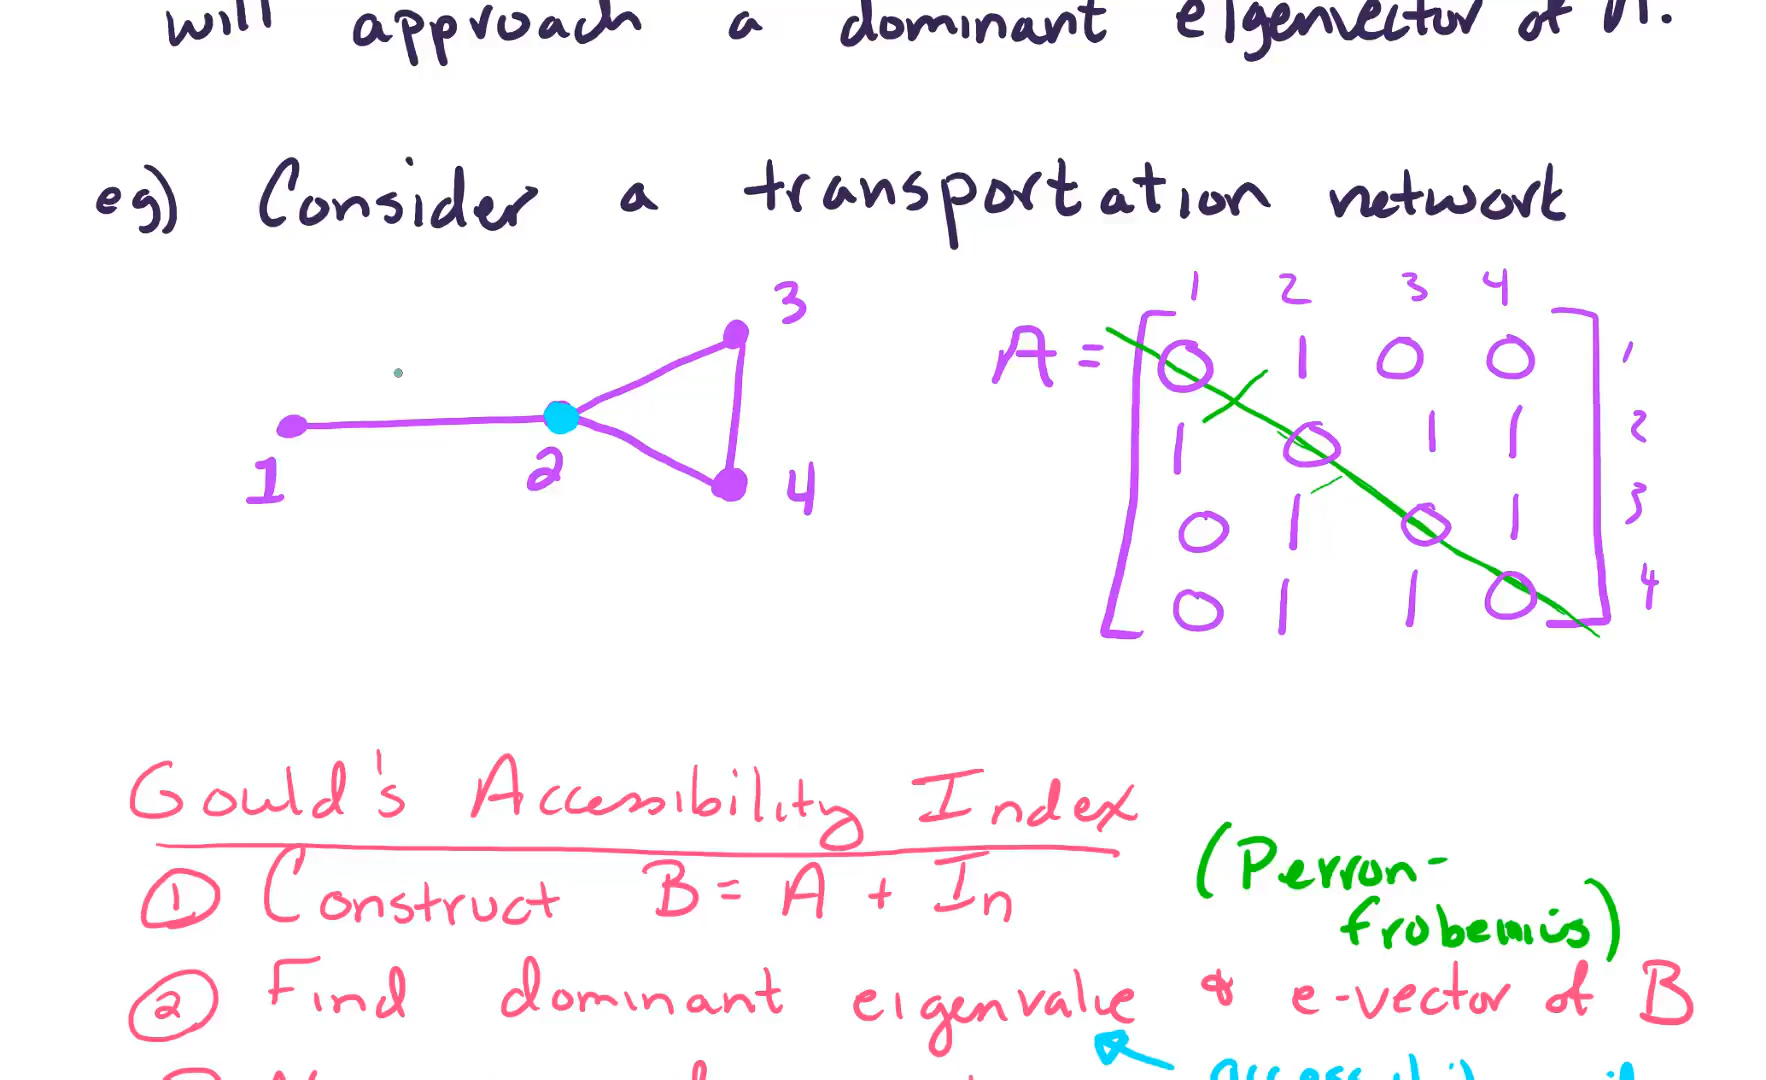 will approach a dominant eigenvector of A.
eg) Consider a transportation network
1 2 3 4
A = [ 0 1 0 0 ] 1
1 0 1 1 2
0 1 0 1 3
0 1 1 0 4
3
1 2 4
Gould's Accessibility Index
① Construct B = A + In
(Perron-
frobenius)
② Find dominant eigenvalue & e-vector of B